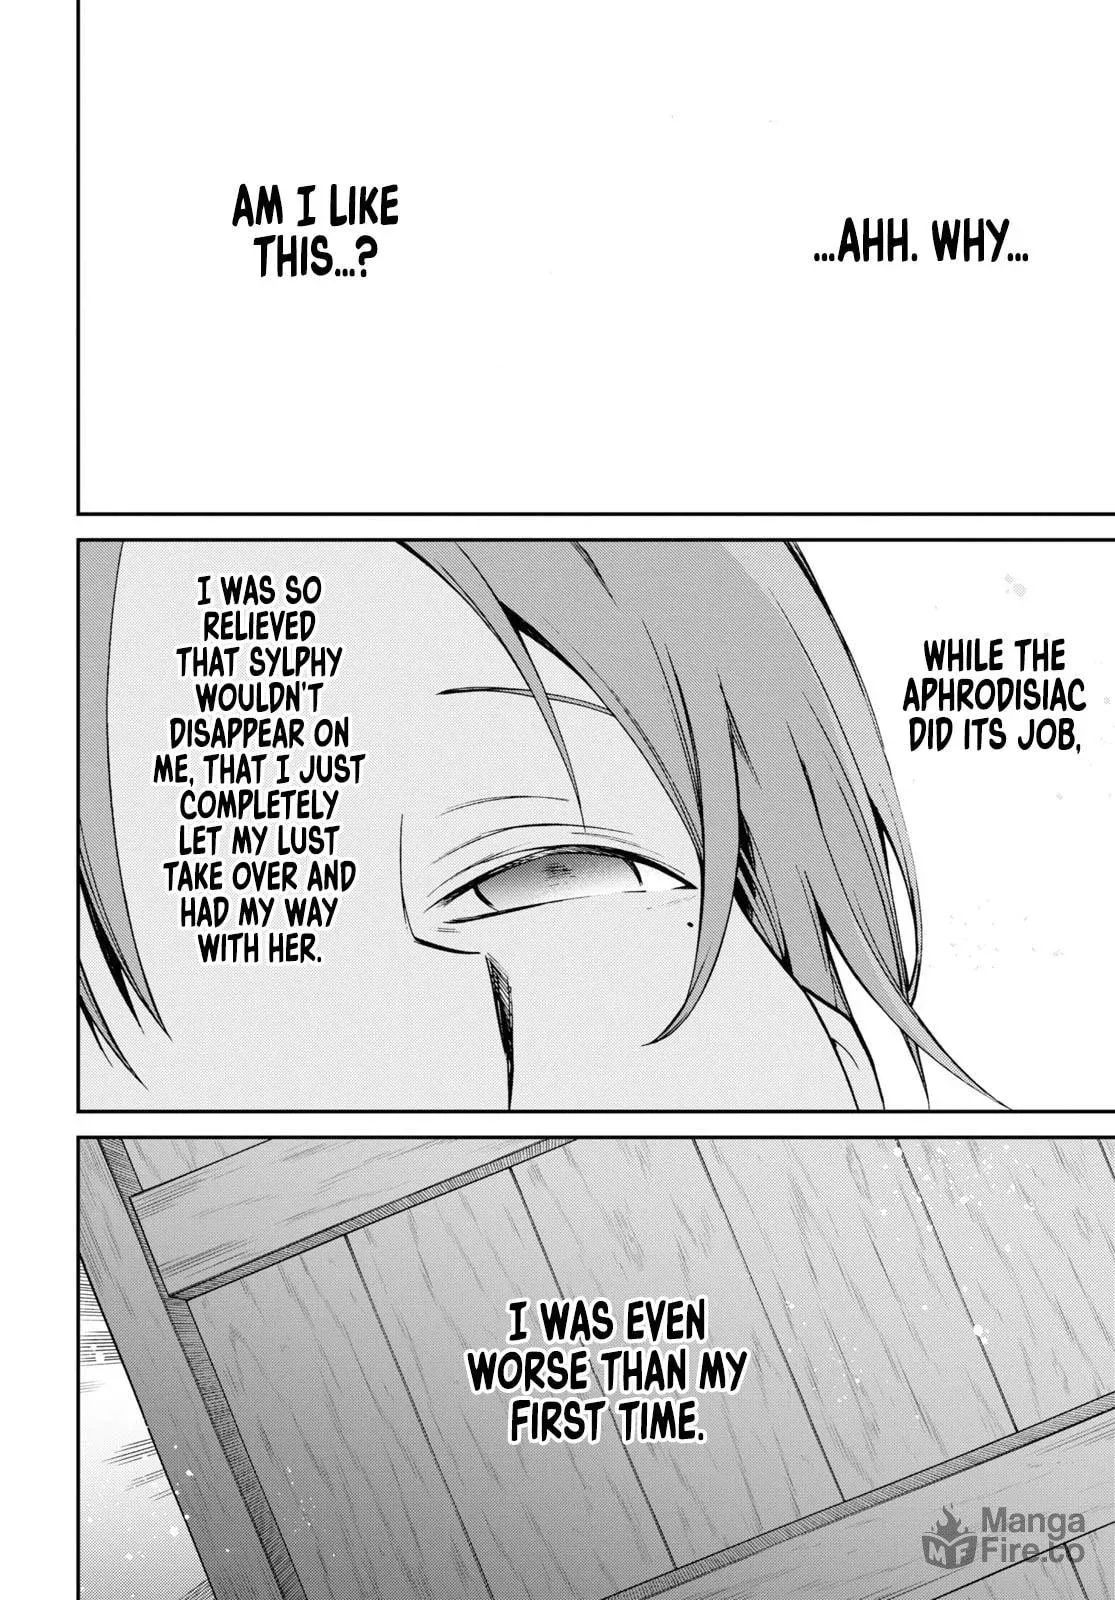 ...AHH. WHY...
AM I LIKE
THIS...?
WHILE THE
APHRODISIAC
DID ITS JOB,
I WAS SO
RELIEVED
THAT SYLPHY
WOULDN'T
DISAPPEAR ON
ME, THAT I JUST
COMPLETELY
LET MY LUST
TAKE OVER AND
HAD MY WAY
WITH HER.
I WAS EVEN
WORSE THAN MY
FIRST TIME.
MF
Manga
Fire.to